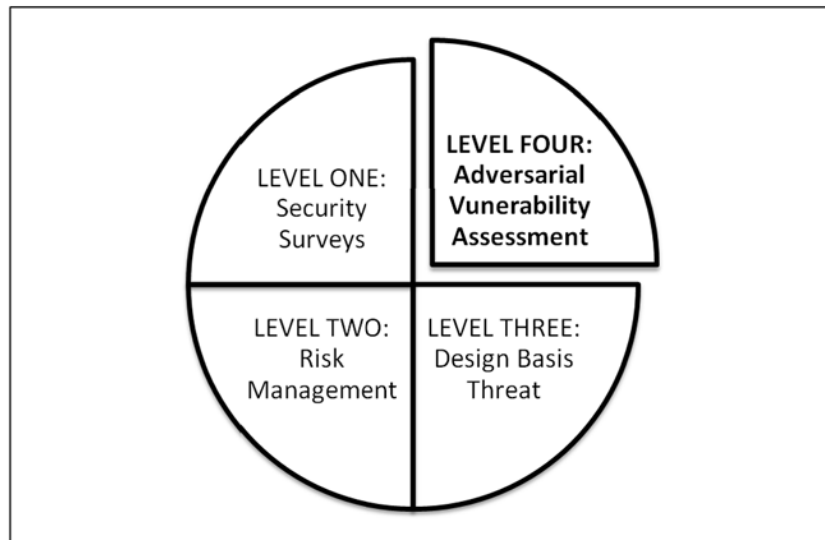 LEVEL ONE:
Security
Surveys
LEVEL FOUR:
Adversarial
Vunerability
Assessment
LEVEL TWO:
Risk
Management
LEVEL THREE:
Design Basis
Threat